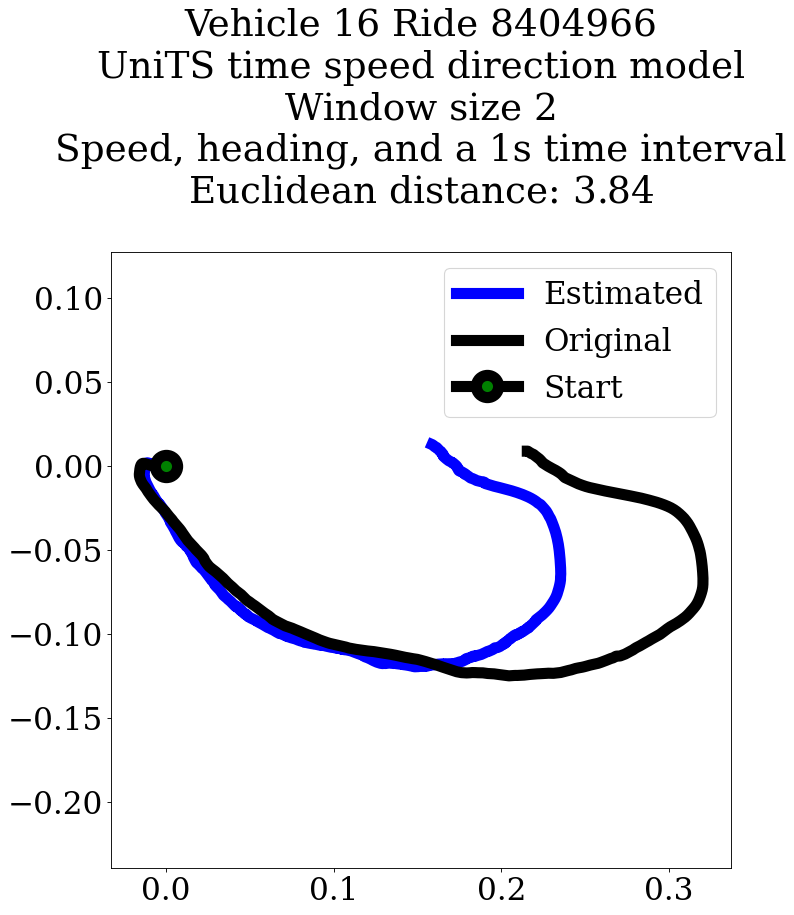 Vehicle 16 Ride 8404966
UniTS time speed direction model
Window size 2
Speed, heading, and a 1s time interval
Euclidean distance: 3.84
Estimated
Original
Start
0.10
0.05
0.00
−0.05
−0.10
−0.15
−0.20
0.0 0.1 0.2 0.3